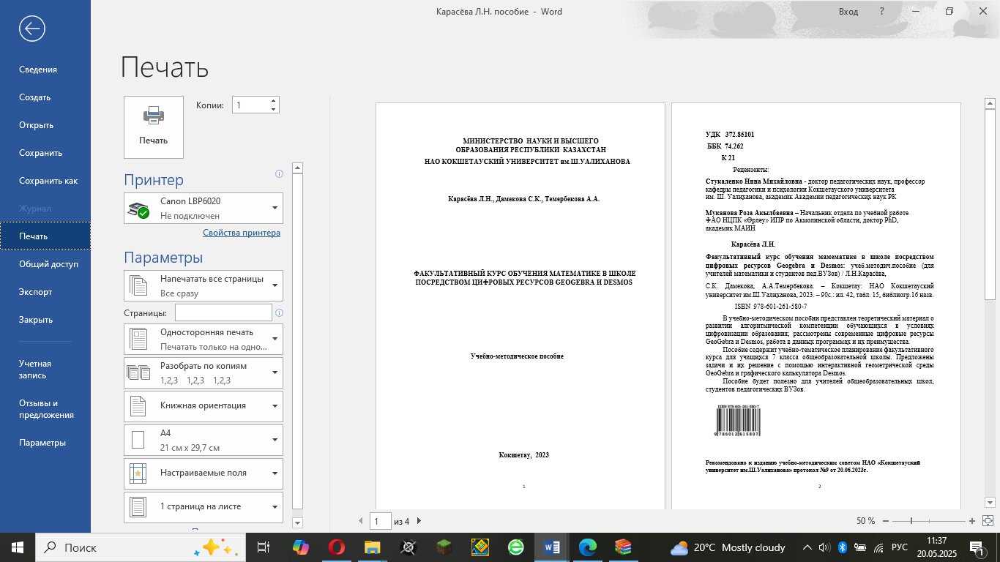 Карасёва Л.Н. пособие - Word
Вход
?
Сведения
Создать
Открыть
Сохранить
Сохранить как
Журнал
Печать
Общий доступ
Экспорт
Закрыть
Учетная
запись
Отзывы и
предложения
Параметры
Печать
Печать
Копии:
1
Принтер
Canon LBP6020
Не подключен
Свойства принтера
Параметры
Напечатать все страницы
Все сразу
Страницы:
Односторонняя печать
Печатать только на одно...
Разобрать по копиям
1,2,3 1,2,3 1,2,3
Книжная ориентация
A4
21 см x 29,7 см
Настраиваемые поля
1 страница на листе
МИНИСТЕРСТВО НАУКИ И ВЫСШЕГО
ОБРАЗОВАНИЯ РЕСПУБЛИКИ КАЗАХСТАН
НАО КОКШЕТАУСКИЙ УНИВЕРСИТЕТ им.Ш.УАЛИХАНОВА
Карасёва Л.Н., Дамекова С.К., Темербекова А.А.
ФАКУЛЬТАТИВНЫЙ КУРС ОБУЧЕНИЯ МАТЕМАТИКЕ В ШКОЛЕ
ПОСРЕДСТВОМ ЦИФРОВЫХ РЕСУРСОВ GEOGEBRA И DESMOS
Учебно-методическое пособие
Кокшетау, 2023
1
УДК 372.85101
ББК 74.262
К 21
Рецензенты:
Стукаленко Нина Михайловна - доктор педагогических наук, профессор
кафедры педагогики и психологии Кокшетауского университета
им. Ш. Уалиханова, академик Академии педагогических наук РК
Муканова Роза Акылбаевна – Начальник отдела по учебной работе
ФАО НЦПК «Өрлеу» ИПР по Акмолинской области, доктор PhD,
академик МАИН
Карасёва Л.Н.
Факультативный курс обучения мамематике в школе посредством
цифровых ресурсов Geogebra и Desmos: учеб.методич.пособие (для
учителей математики и студентов пед.ВУЗов) / Л.Н.Карасёва,
С.К. Дамекова, А.А.Темербекова. – Кокшетау: НАО Кокшетауский
университет им.Ш.Уалиханова, 2023. – 90с.: ил. 42, табл. 15, библиогр.16 назв.
ISBN 978-601-261-580-7
В учебно-методическом пособии представлен теоретический материал о
развитии алгоритмической компетенции обучающихся в условиях
цифровизации образования; рассмотрены современные цифровые ресурсы
GeoGebra и Desmos, работа в данных программах и их преимущества.
Пособие содержит учебно-тематическое планирование факультативного
курса для учащихся 7 класса общеобразовательной школы. Предложены
задачи и их решение с помощью интерактивной геометрической среды
GeoGebra и графического калькулятора Desmos.
Пособие будет полезно для учителей общеобразовательных школ,
студентов педагогических ВУЗов.
ISBN 978-601-261-580-7
9 786012 615807
Рекомендовано к изданию учебно-методическим советом НАО «Кокшетауский
университет им.Ш.Уалиханова» протокол №9 от 20.06.2023г.
2
1 из 4
50 %
Поиск
20°C Mostly cloudy
РУС
11:37
20.05.2025
1